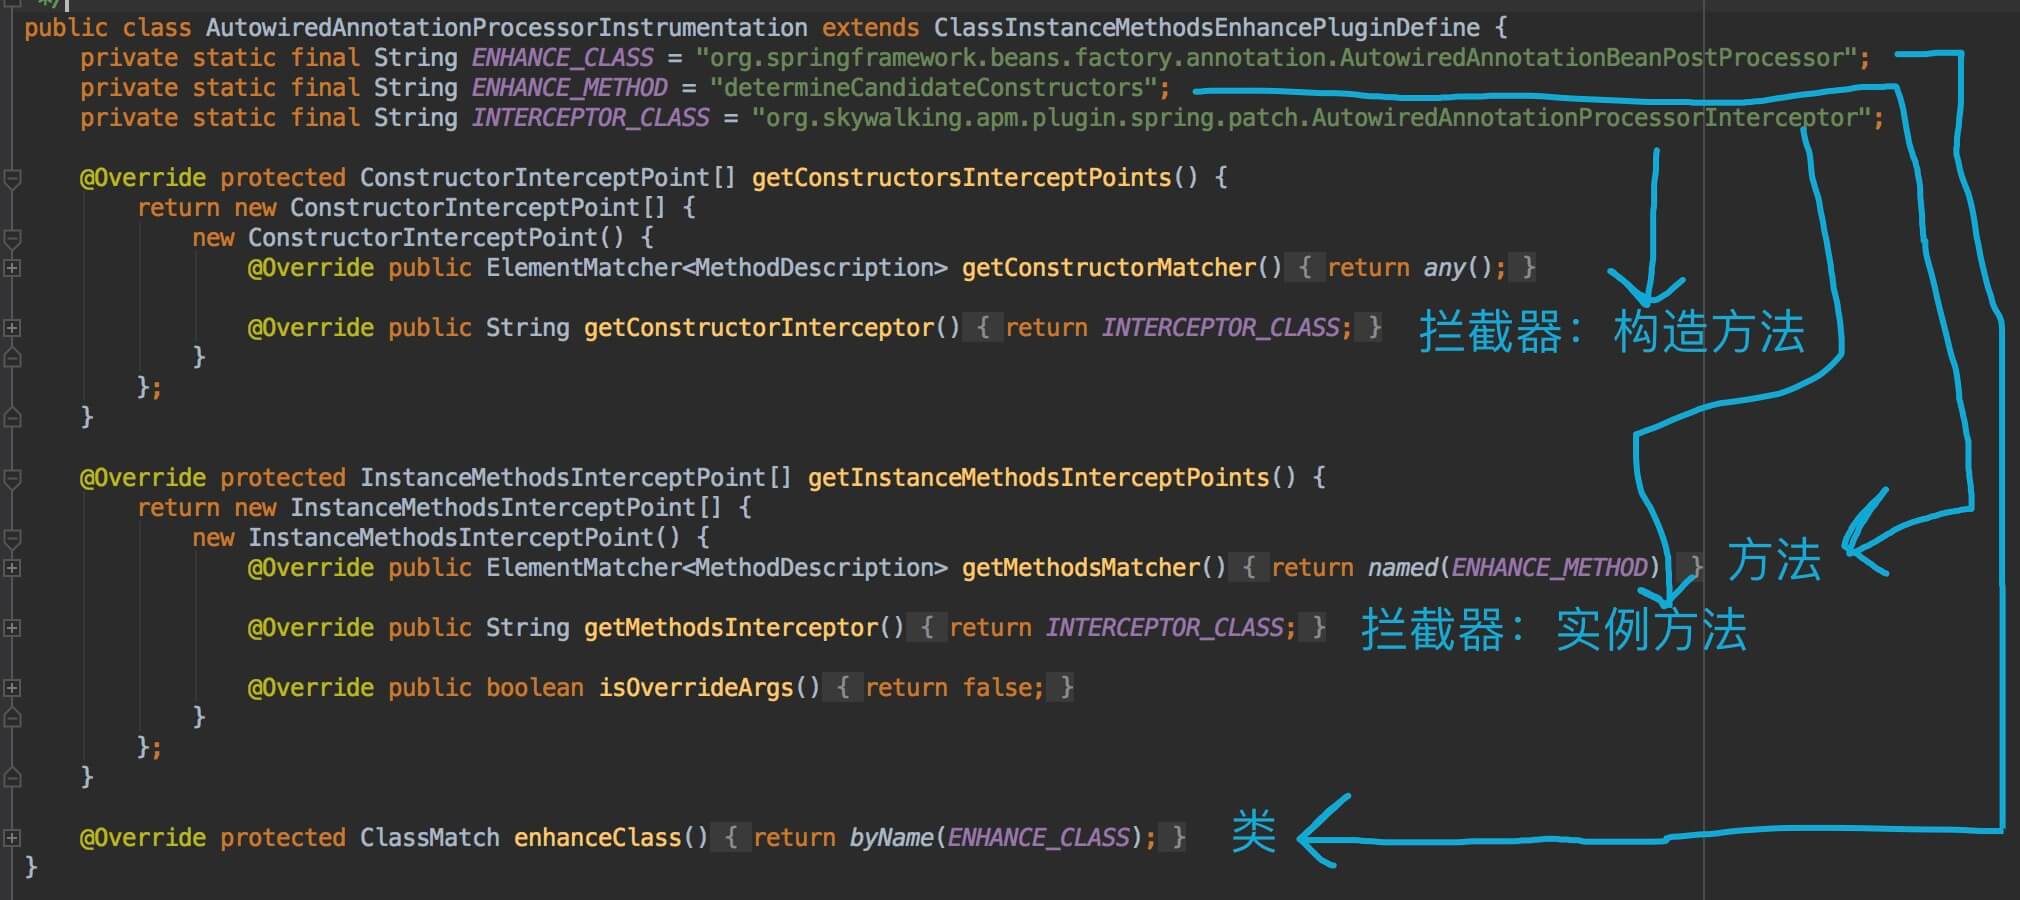 */
public class AutowiredAnnotationProcessorInstrumentation extends ClassInstanceMethodsEnhancePluginDefine {
    private static final String ENHANCE_CLASS = "org.springframework.beans.factory.annotation.AutowiredAnnotationBeanPostProcessor";
    private static final String ENHANCE_METHOD = "determineCandidateConstructors";
    private static final String INTERCEPTOR_CLASS = "org.skywalking.apm.plugin.spring.patch.AutowiredAnnotationProcessorInterceptor";
    @Override protected ConstructorInterceptPoint[] getConstructorsInterceptPoints() {
        return new ConstructorInterceptPoint[] {
            new ConstructorInterceptPoint() {
                @Override public ElementMatcher<MethodDescription> getConstructorMatcher() { return any(); }
                @Override public String getConstructorInterceptor() { return INTERCEPTOR_CLASS; } 拦截器：构造方法
            }
        };
    }
    @Override protected InstanceMethodsInterceptPoint[] getInstanceMethodsInterceptPoints() {
        return new InstanceMethodsInterceptPoint[] {
            new InstanceMethodsInterceptPoint() {
                @Override public ElementMatcher<MethodDescription> getMethodsMatcher() { return named(ENHANCE_METHOD) } 方法
                @Override public String getMethodsInterceptor() { return INTERCEPTOR_CLASS; } 拦截器：实例方法
                @Override public boolean isOverrideArgs() { return false; }
            }
        };
    }
    @Override protected ClassMatch enhanceClass() { return byName(ENHANCE_CLASS); } 类
}